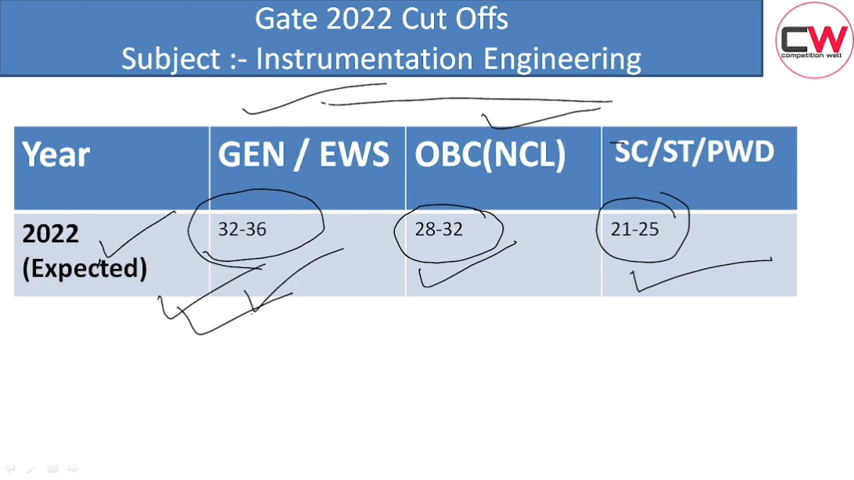 Gate 2022 Cut Offs
Subject :- Instrumentation Engineering
CW
competition well
Year GEN / EWS OBC(NCL) SC/ST/PWD
2022 32-36 28-32 21-25
(Expected)